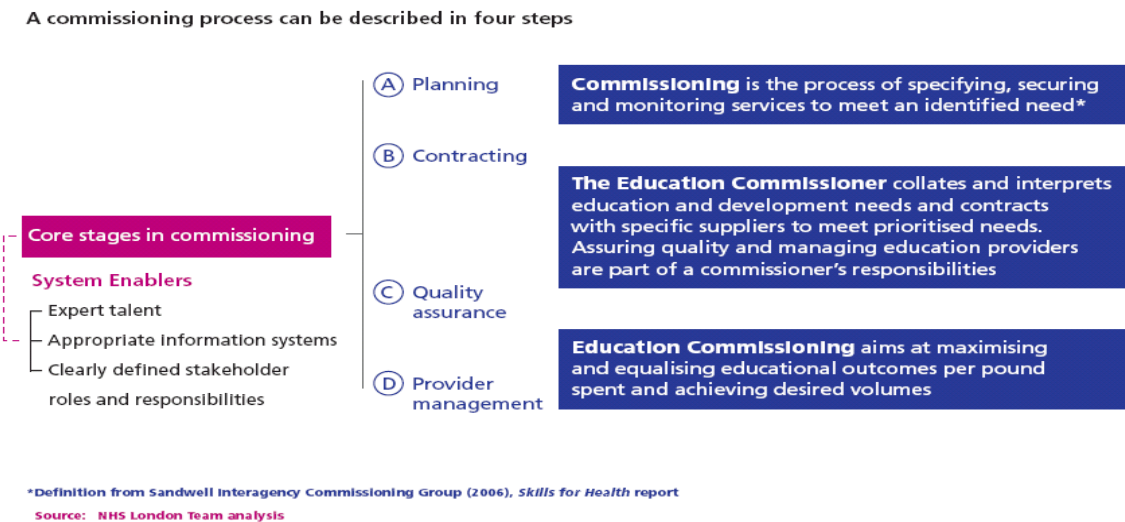 A commissioning process can be described in four steps
Core stages in commissioning
System Enablers
Expert talent
Appropriate information systems
Clearly defined stakeholder
roles and responsibilities
A Planning
B Contracting
C Quality
assurance
D Provider
management
Commissioning is the process of specifying, securing
and monitoring services to meet an identified need*
The Education Commissioner collates and interprets
education and development needs and contracts
with specific suppliers to meet prioritised needs.
Assuring quality and managing education providers
are part of a commissioner's responsibilities
Education Commissioning aims at maximising
and equalising educational outcomes per pound
spent and achieving desired volumes
*Definition from Sandwell Interagency Commissioning Group (2006), Skills for Health report
Source: NHS London Team analysis